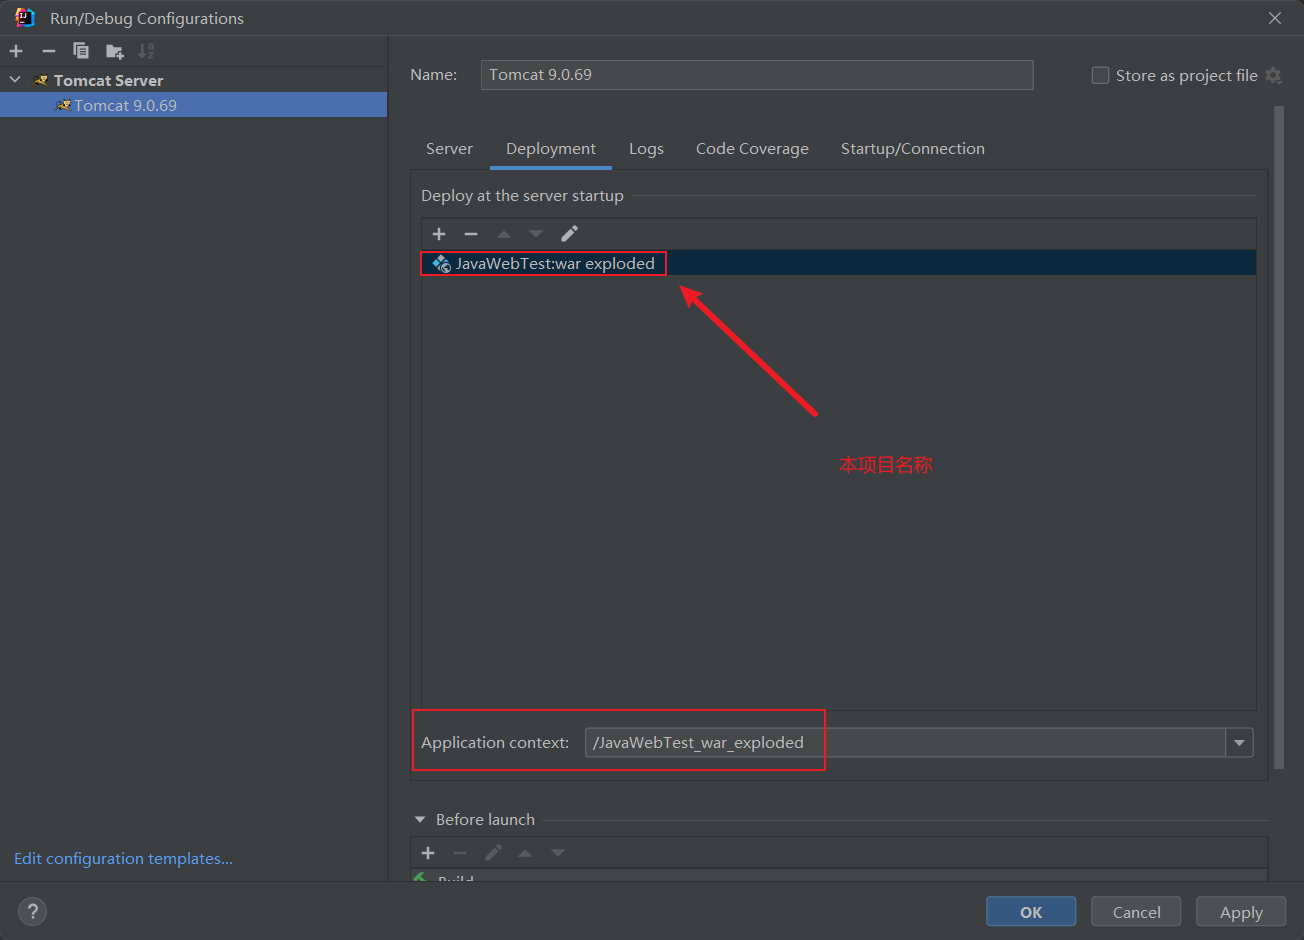 Run/Debug Configurations
Tomcat Server
Tomcat 9.0.69
Name: Tomcat 9.0.69
Store as project file
Server Deployment Logs Code Coverage Startup/Connection
Deploy at the server startup
JavaWebTest:war exploded
本项目名称
Application context: /JavaWebTest_war_exploded
Before launch
Build
Edit configuration templates...
? OK Cancel Apply